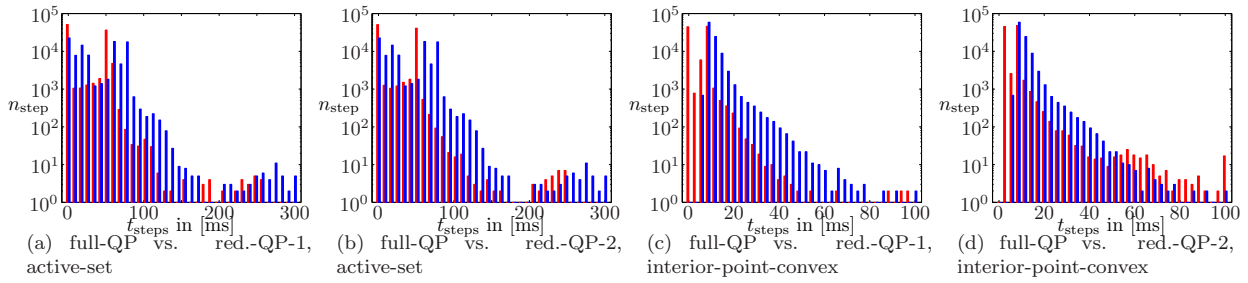 10^5
10^4
10^3
n_step
10^2
10^1
10^0
0 100 200 300
t_steps in [ms]
(a) full-QP vs. red.-QP-1, active-set
10^5
10^4
10^3
n_step
10^2
10^1
10^0
0 100 200 300
t_steps in [ms]
(b) full-QP vs. red.-QP-2, active-set
10^5
10^4
10^3
n_step
10^2
10^1
10^0
0 20 40 60 80 100
t_steps in [ms]
(c) full-QP vs. red.-QP-1, interior-point-convex
10^5
10^4
10^3
n_step
10^2
10^1
10^0
0 20 40 60 80 100
t_steps in [ms]
(d) full-QP vs. red.-QP-2, interior-point-convex